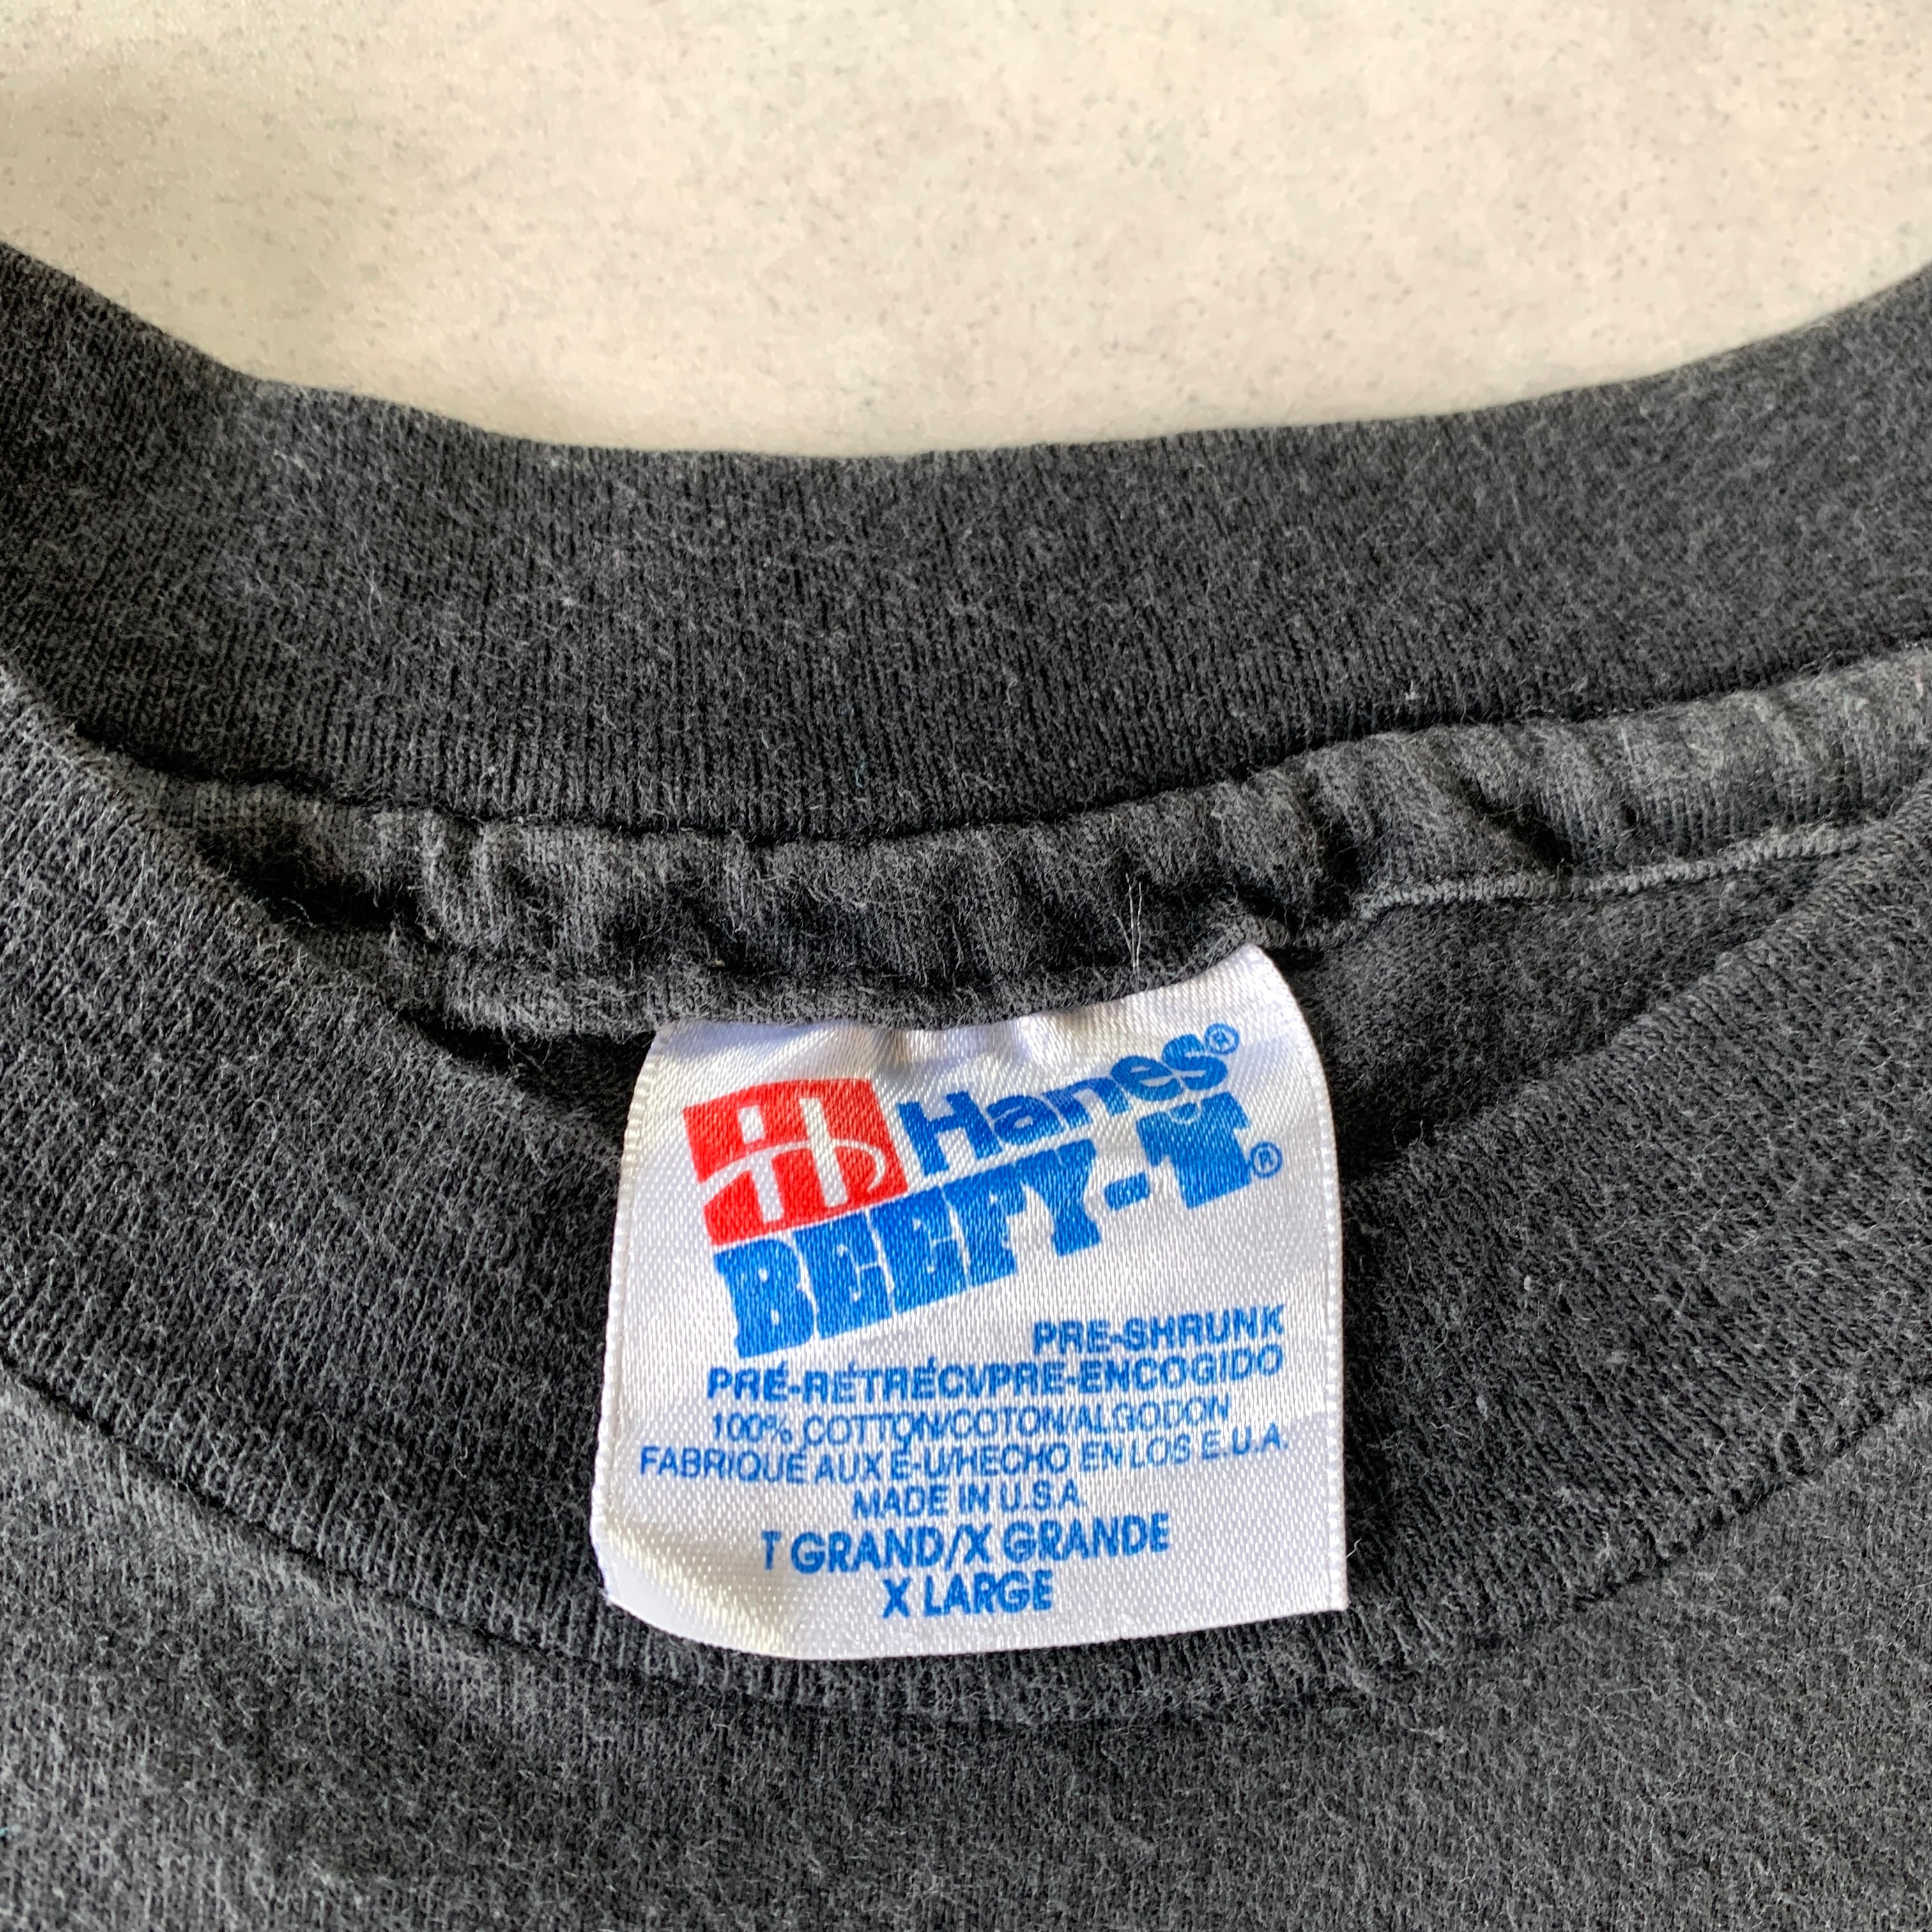 Hanes®
BEEFY-T®
PRE-SHRUNK
PRÉ-RÉTRÉCI/PRE-ENCOGIDO
100% COTTON/COTON/ALGODON
FABRIQUÉ AUX É-U/HECHO EN LOS E.U.A.
MADE IN U.S.A.
T GRAND/X GRANDE
X LARGE